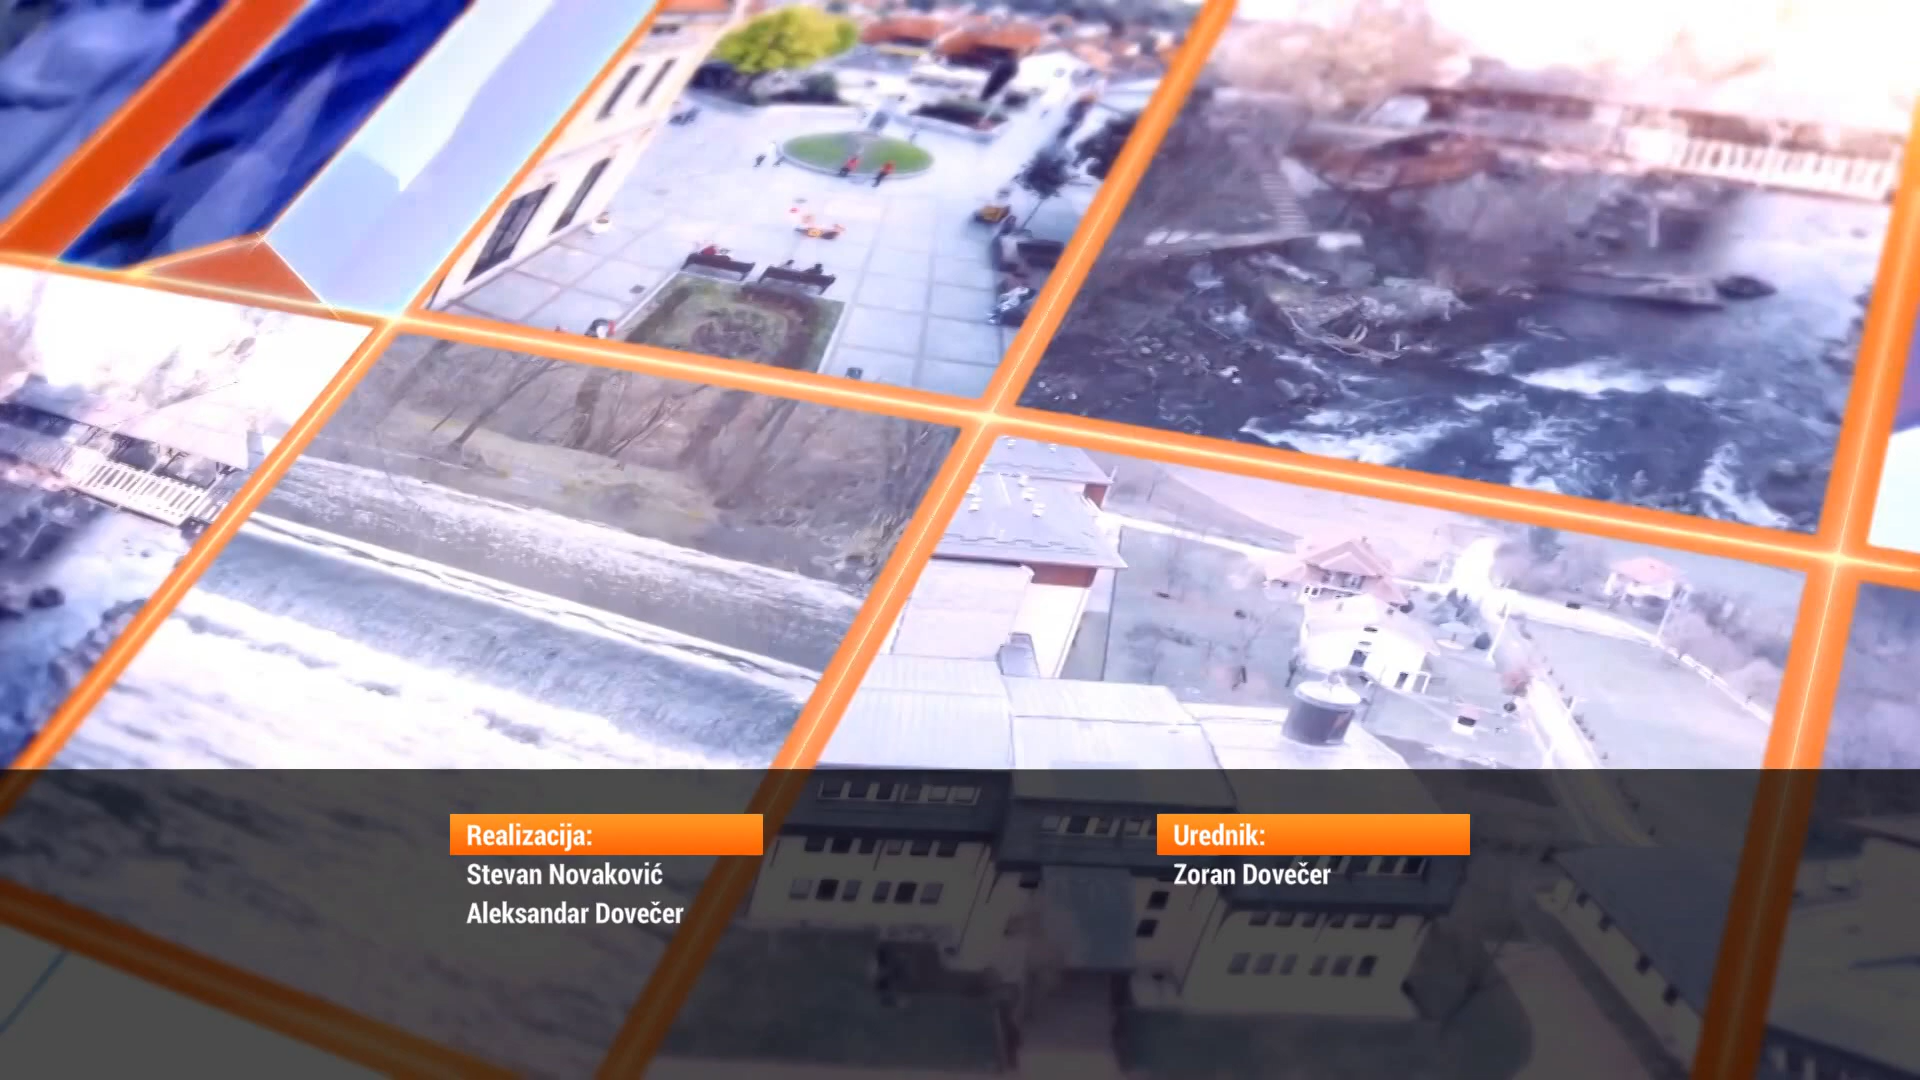 Realizacija:
Stevan Novaković
Aleksandar Dovečer
Urednik:
Zoran Dovečer